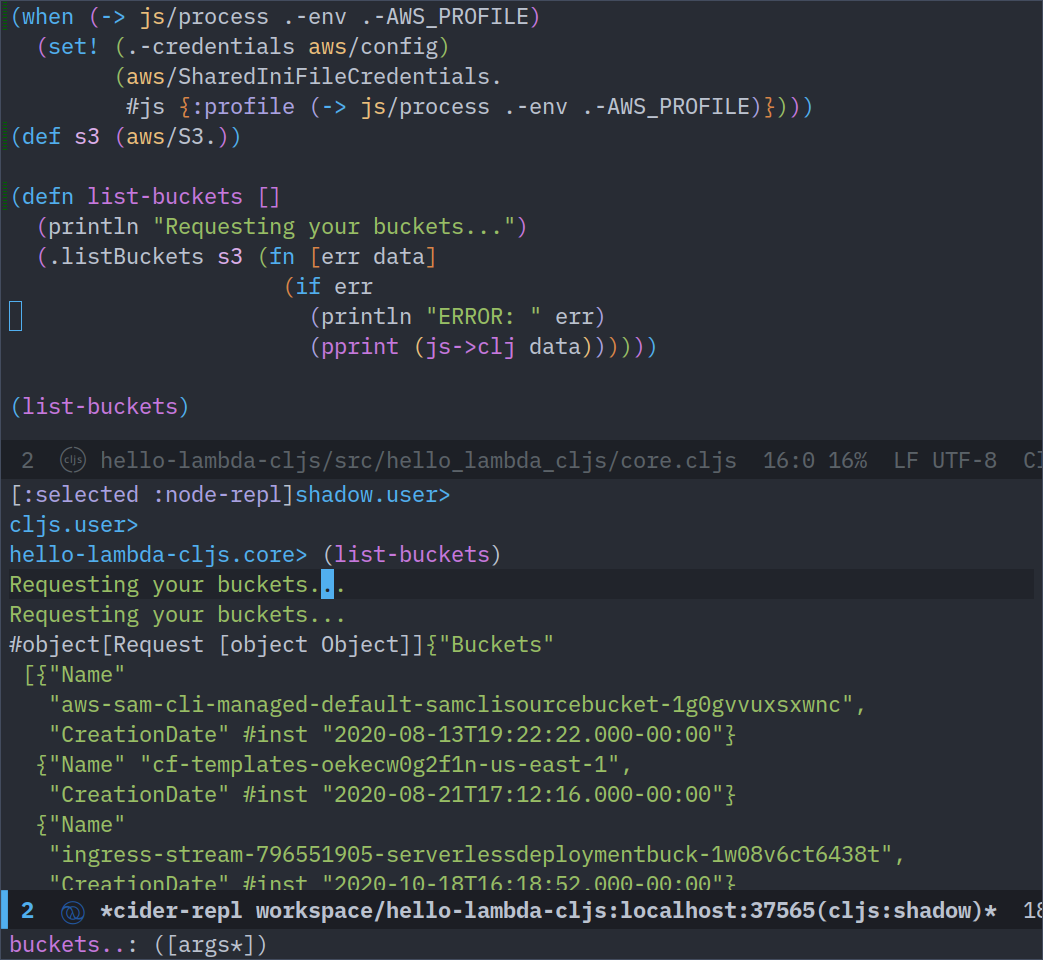 (when (-> js/process .-env .-AWS_PROFILE)
  (set! (.-credentials aws/config)
        (aws/SharedIniFileCredentials.
         #js {:profile (-> js/process .-env .-AWS_PROFILE)})))
(def s3 (aws/S3.))

(defn list-buckets []
  (println "Requesting your buckets...")
  (.listBuckets s3 (fn [err data]
                     (if err
                       (println "ERROR: " err)
                       (pprint (js->clj data))))))

(list-buckets)
2 cljs hello-lambda-cljs/src/hello_lambda_cljs/core.cljs 16:0 16% LF UTF-8
[:selected :node-repl]shadow.user>
cljs.user>
hello-lambda-cljs.core> (list-buckets)
Requesting your buckets...
Requesting your buckets...
#object[Request [object Object]]{"Buckets"
 [{"Name"
   "aws-sam-cli-managed-default-samclisourcebucket-1g0gvvuxsxwnc",
   "CreationDate" #inst "2020-08-13T19:22:22.000-00:00"}
  {"Name" "cf-templates-oekecw0g2f1n-us-east-1",
   "CreationDate" #inst "2020-08-21T17:12:16.000-00:00"}
  {"Name"
   "ingress-stream-796551905-serverlessdeploymentbuck-1w08v6ct6438t",
   "CreationDate" #inst "2020-10-18T16:18:52.000-00:00"}
2 *cider-repl workspace/hello-lambda-cljs:localhost:37565(cljs:shadow)* 18
buckets..: ([args*])